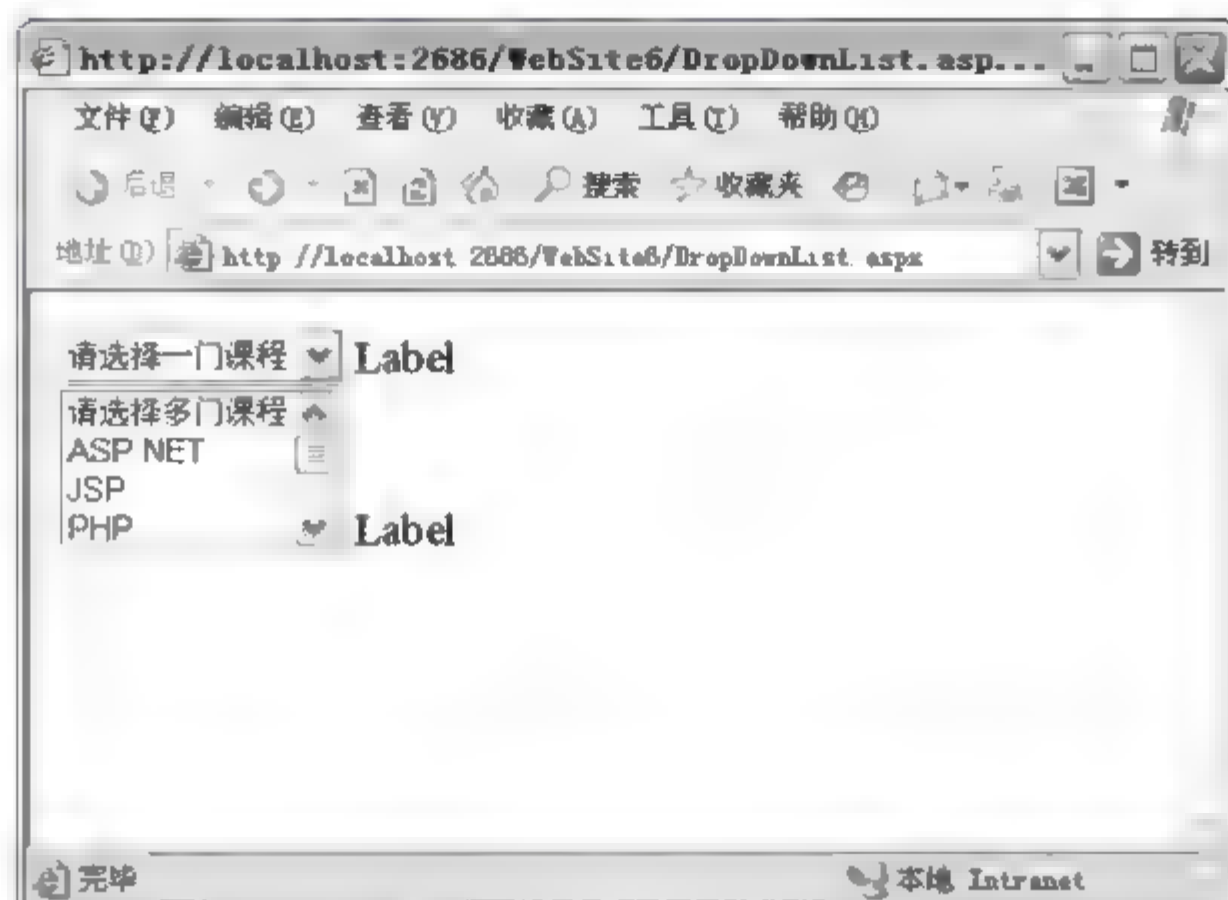 http://localhost:2686/WebSite6/DropDownList.asp...
文件(F) 编辑(E) 查看(V) 收藏(A) 工具(T) 帮助(H)
后退 搜索 收藏夹
地址(D) http //localhost 2686/WebSite6/DropDownList aspx 转到
请选择一门课程 Label
请选择多门课程
ASP NET
JSP
PHP Label
完毕 本地 Intranet